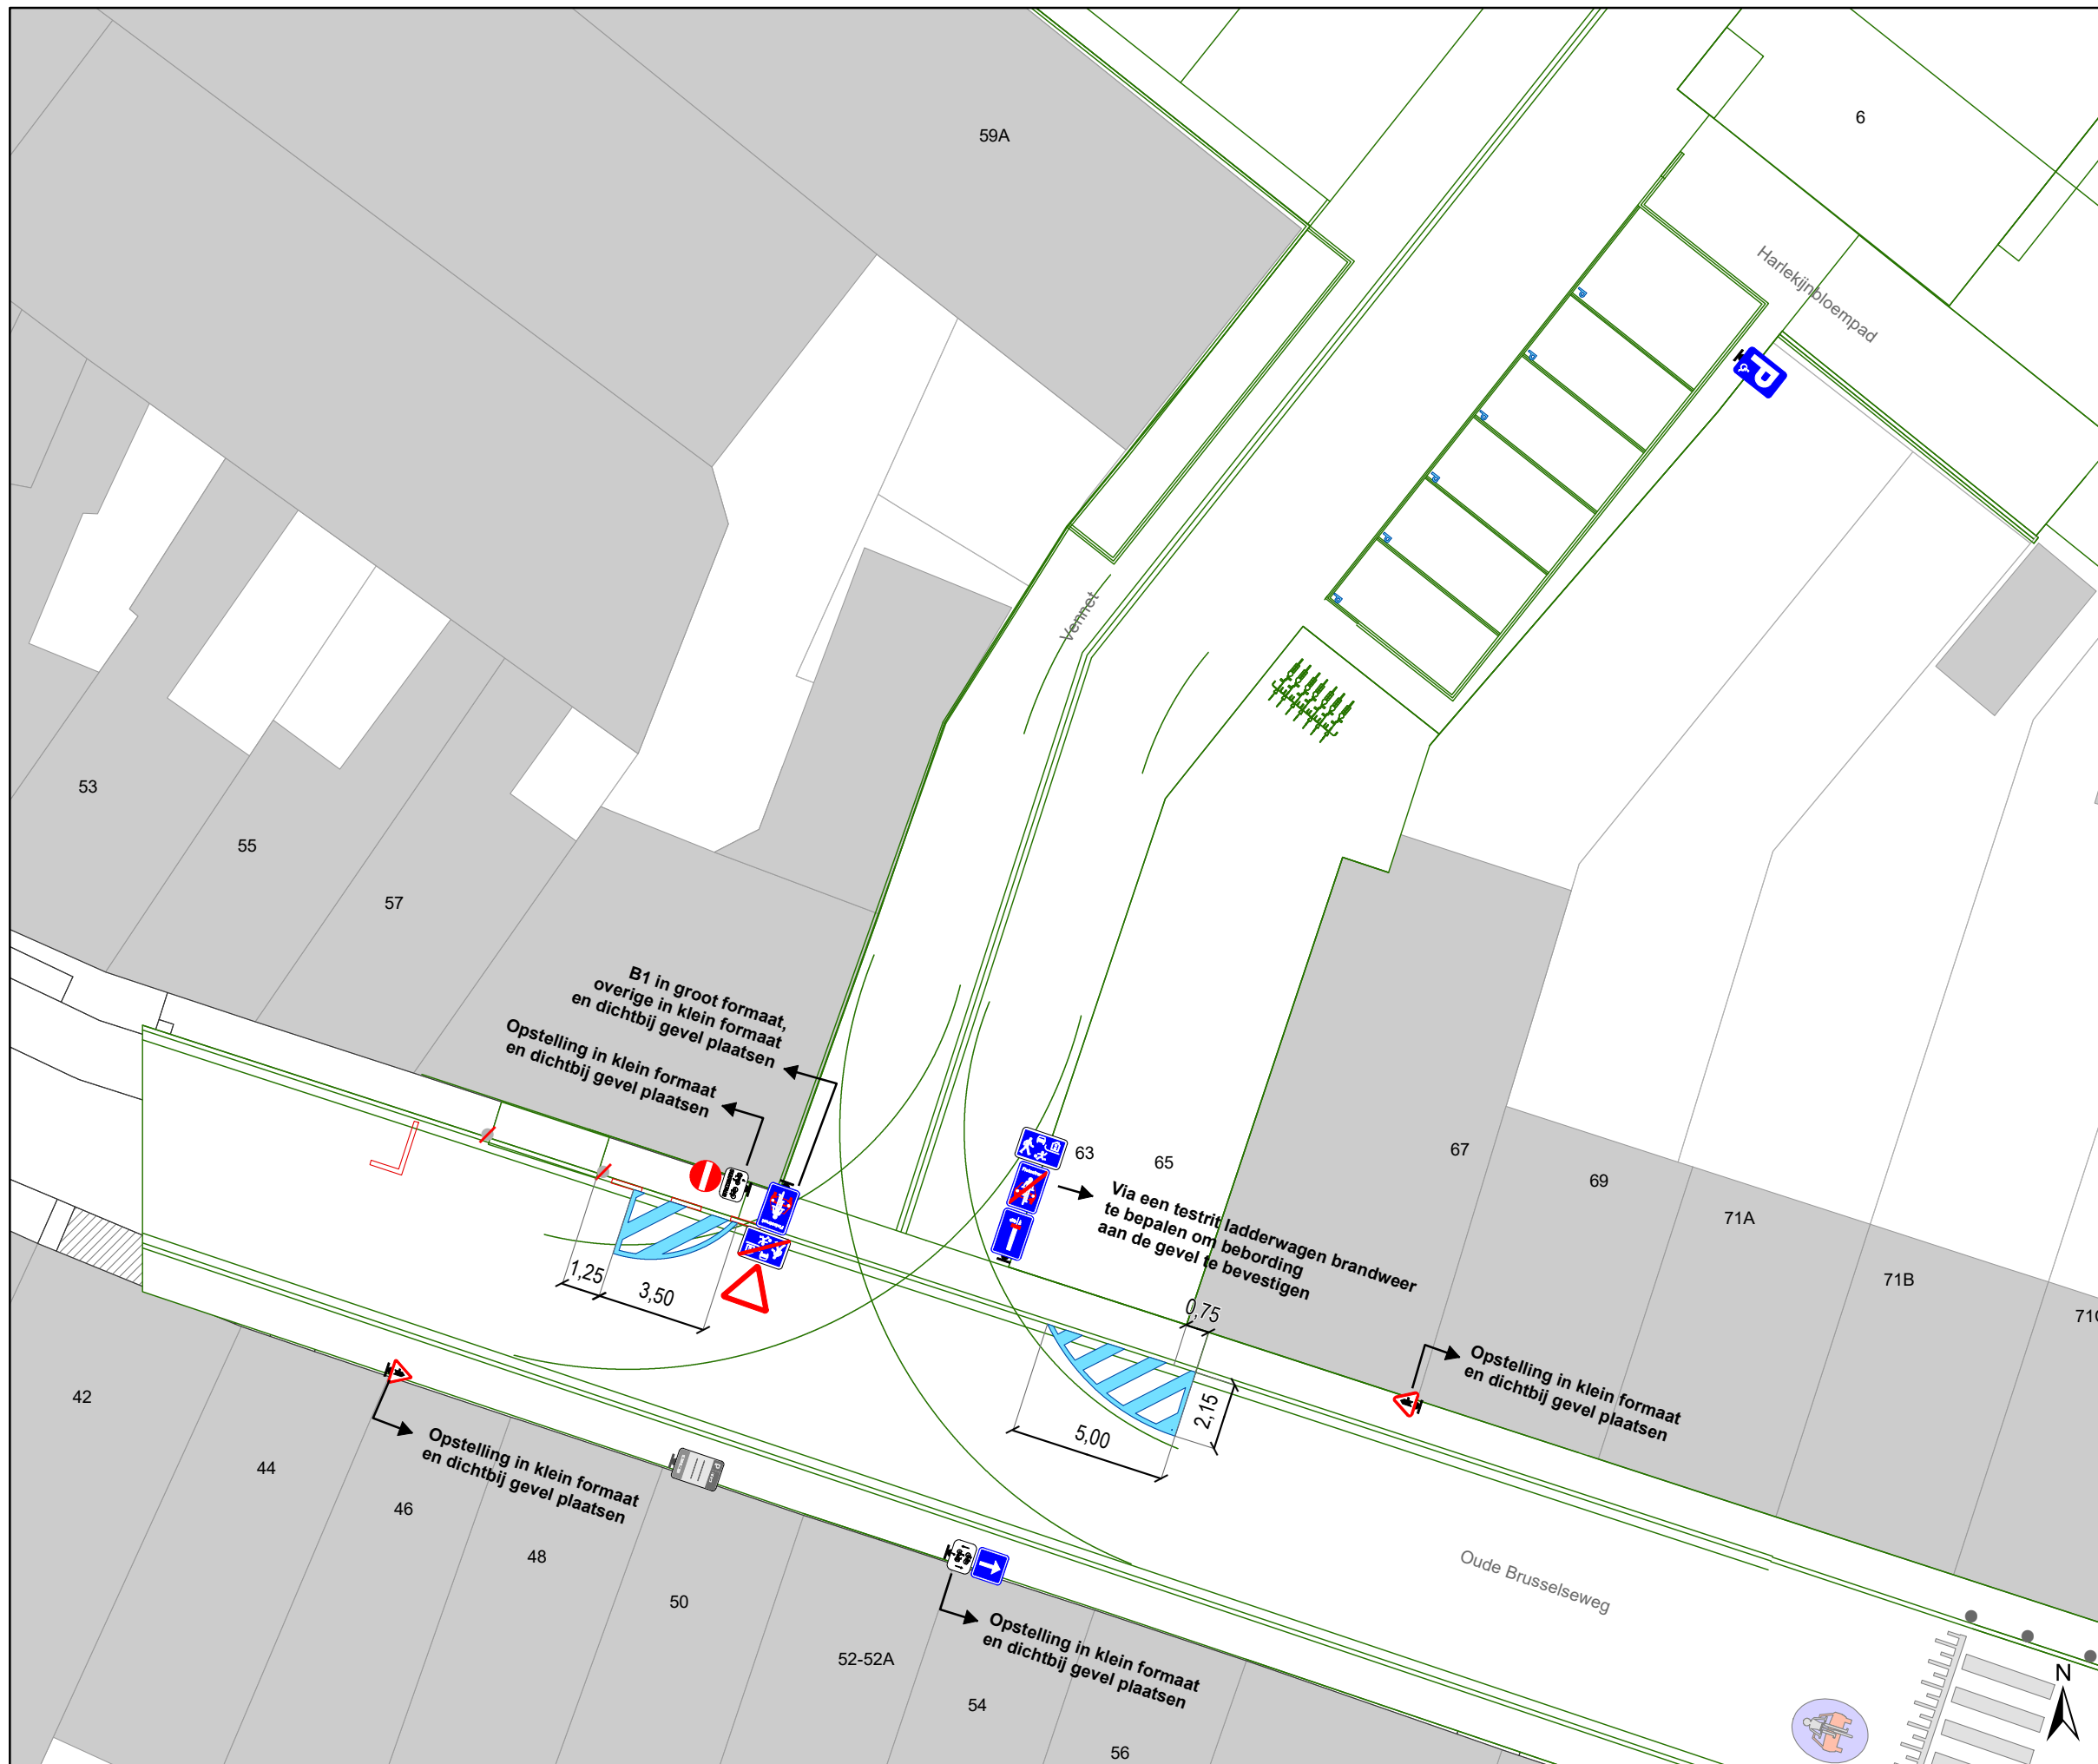 59A
6
Harlekijnbloempad
P
Vennet
53
55
57
B1 in groot formaat,
overige in klein formaat
en dichtbij gevel plaatsen
Opstelling in klein formaat
en dichtbij gevel plaatsen
63
65
67
69
71A
71B
Via een testrit ladderwagen brandweer
te bepalen om bebording
aan de gevel te bevestigen
1,25
3,50
0,75
2,15
5,00
Opstelling in klein formaat
en dichtbij gevel plaatsen
42
44
46
48
50
52-52A
54
56
Opstelling in klein formaat
en dichtbij gevel plaatsen
Opstelling in klein formaat
en dichtbij gevel plaatsen
Oude Brusselseweg
N